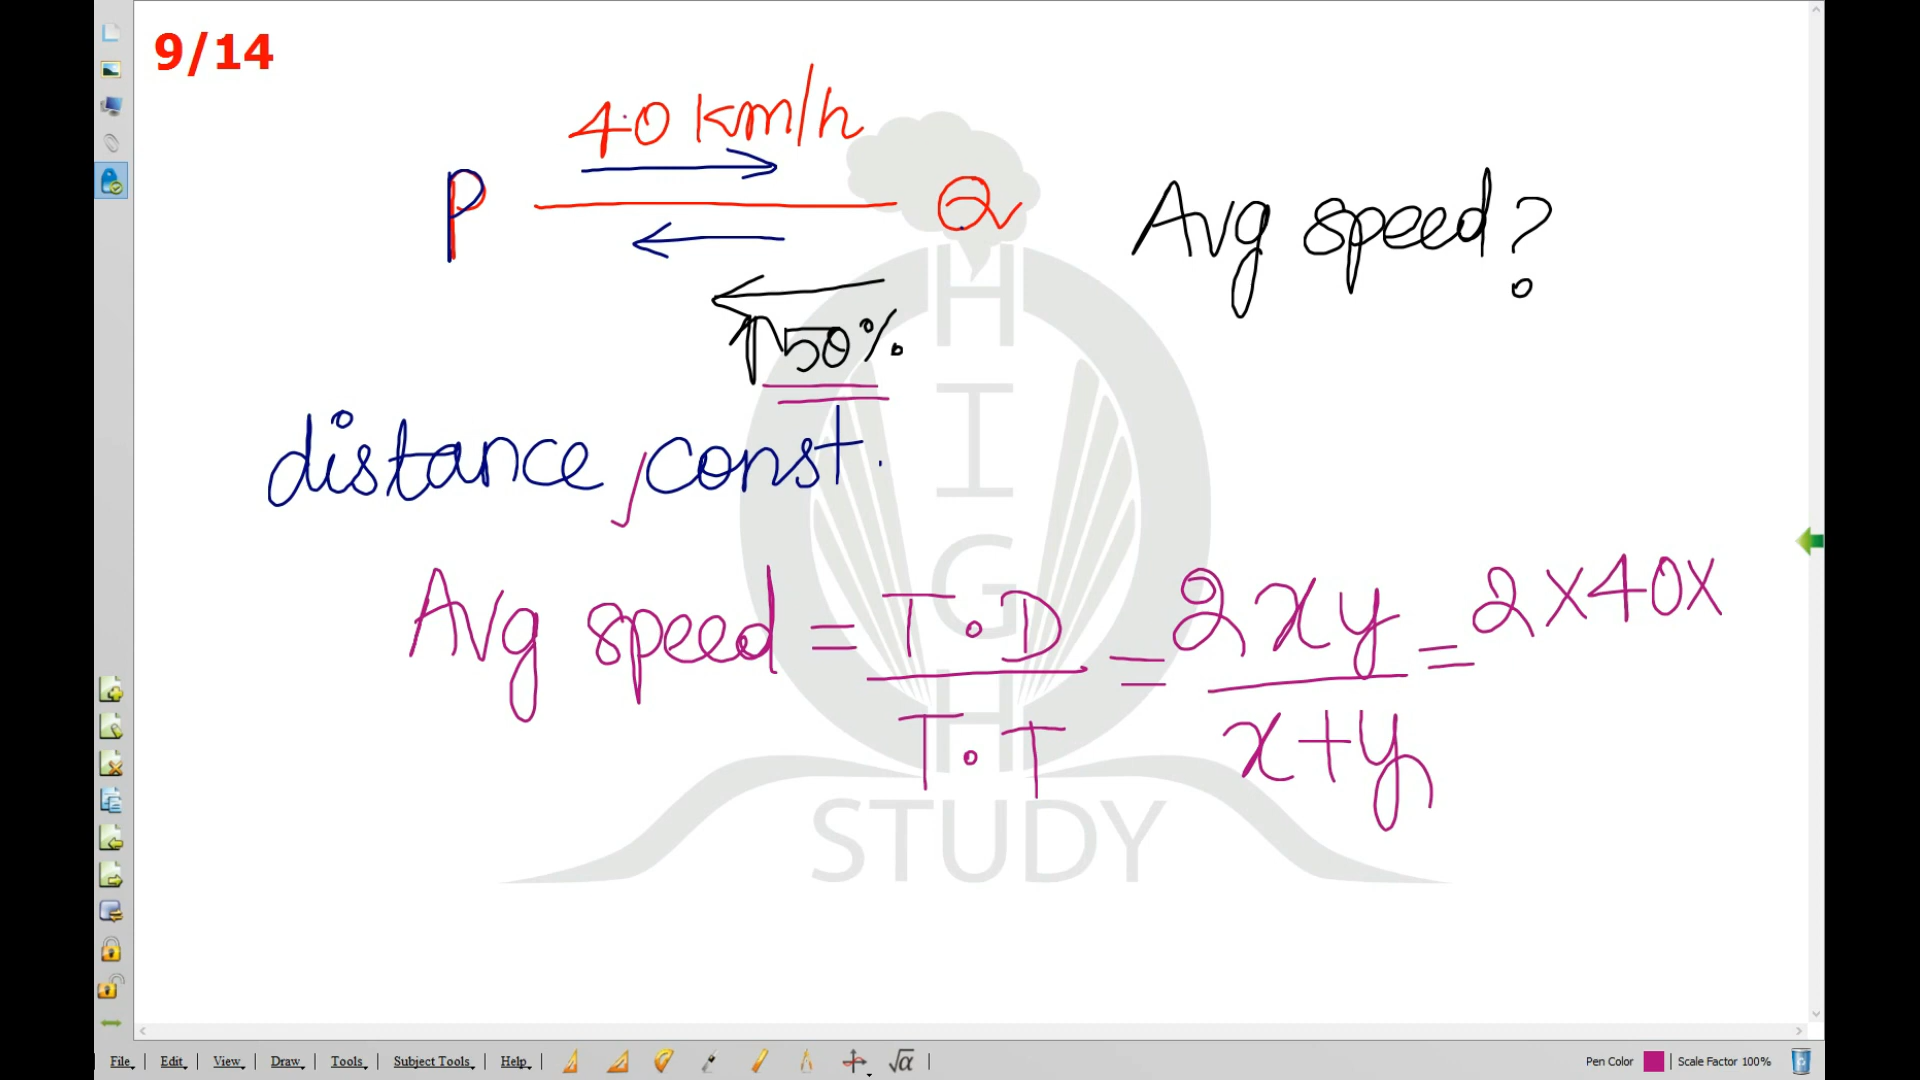 9/14
40 km/h
P Q
Avg speed?
↑50%
distance const.
Avg speed = T.D / T.T = 2xy / x+y = 2×40×
HIGH
STUDY
File Edit View Draw Tools Subject Tools Help √α Pen Color Scale Factor 100%